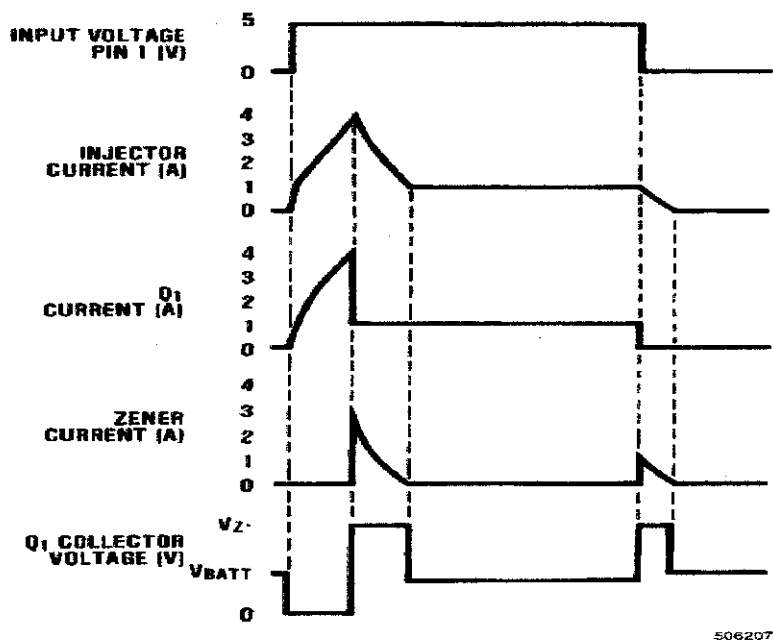 INPUT VOLTAGE
PIN 1 (V)
5
0
INJECTOR
CURRENT (A)
4
3
2
1
0
Q1
CURRENT (A)
4
3
2
1
0
ZENER
CURRENT (A)
4
3
2
1
0
Q1 COLLECTOR
VOLTAGE (V)
VZ
VBATT
0
506207